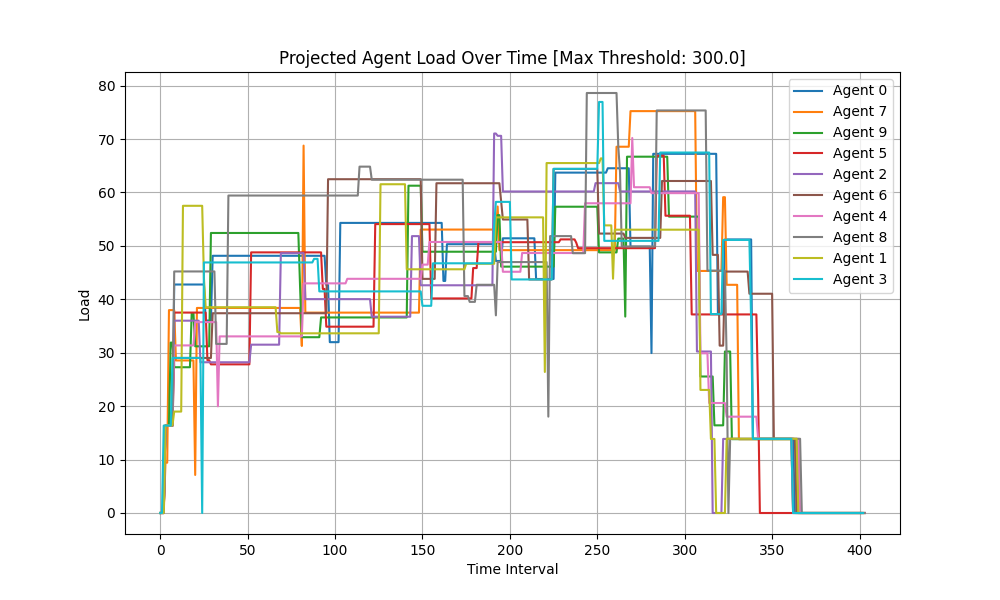 Projected Agent Load Over Time [Max Threshold: 300.0]
Load
80
70
60
50
40
30
20
10
0
0 50 100 150 200 250 300 350 400
Time Interval
Agent 0
Agent 7
Agent 9
Agent 5
Agent 2
Agent 6
Agent 4
Agent 8
Agent 1
Agent 3